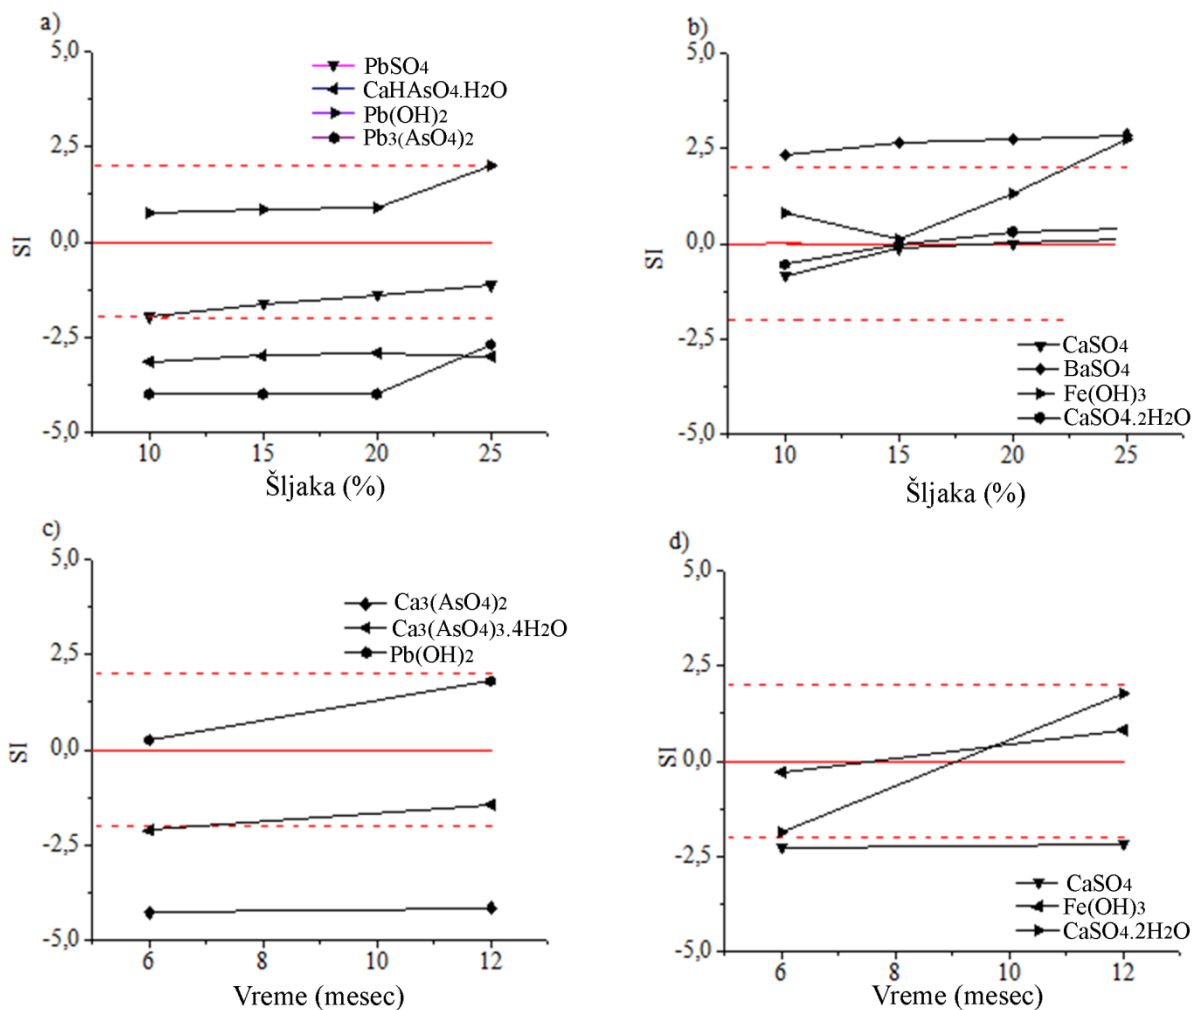 a)
5,0
2,5
0,0
-2,5
-5,0
SI
PbSO4
CaHAsO4.H2O
Pb(OH)2
Pb3(AsO4)2
10 15 20 25
Šljaka (%)
b)
5,0
2,5
0,0
-2,5
-5,0
SI
CaSO4
BaSO4
Fe(OH)3
CaSO4.2H2O
10 15 20 25
Šljaka (%)
c)
5,0
2,5
0,0
-2,5
-5,0
SI
Ca3(AsO4)2
Ca3(AsO4)3.4H2O
Pb(OH)2
6 8 10 12
Vreme (mesec)
d)
5,0
2,5
0,0
-2,5
-5,0
SI
CaSO4
Fe(OH)3
CaSO4.2H2O
6 8 10 12
Vreme (mesec)